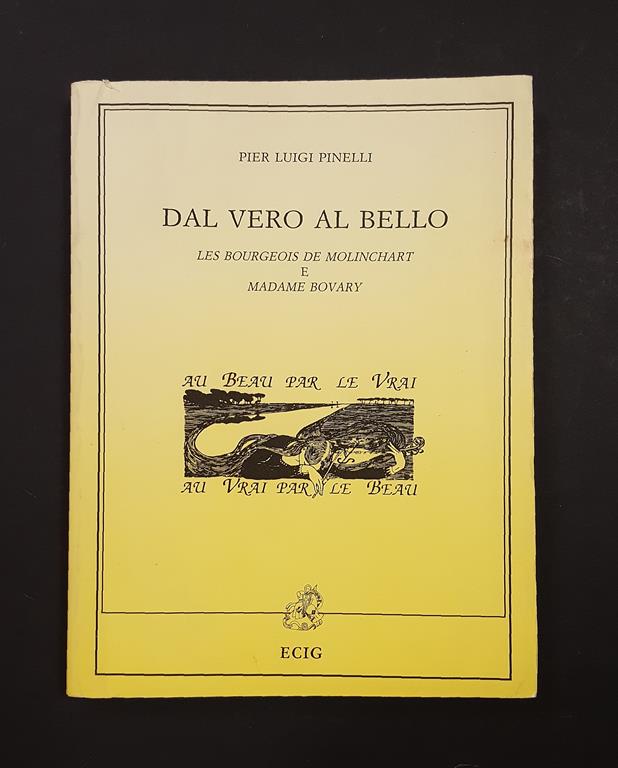 PIER LUIGI PINELLI
DAL VERO AL BELLO
LES BOURGEOIS DE MOLINCHART
E
MADAME BOVARY
AU BEAU PAR LE VRAI
AU VRAI PAR LE BEAU
ECIG